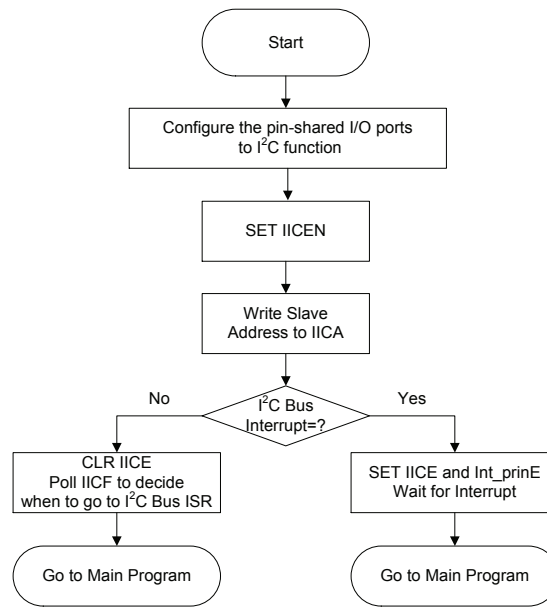 Start
Configure the pin-shared I/O ports
to I²C function
SET IICEN
Write Slave
Address to IICA
I²C Bus
Interrupt=?
No
Yes
CLR IICE
Poll IICF to decide
when to go to I²C Bus ISR
SET IICE and Int_prinE
Wait for Interrupt
Go to Main Program
Go to Main Program